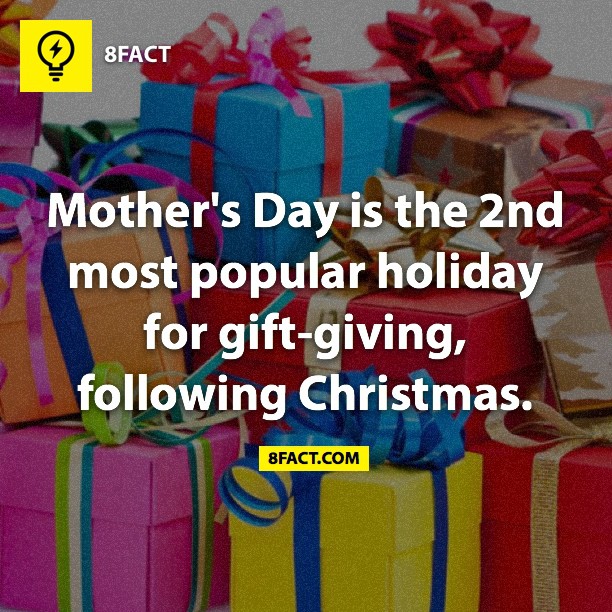 8FACT
Mother's Day is the 2nd
most popular holiday
for gift-giving,
following Christmas.
8FACT.COM